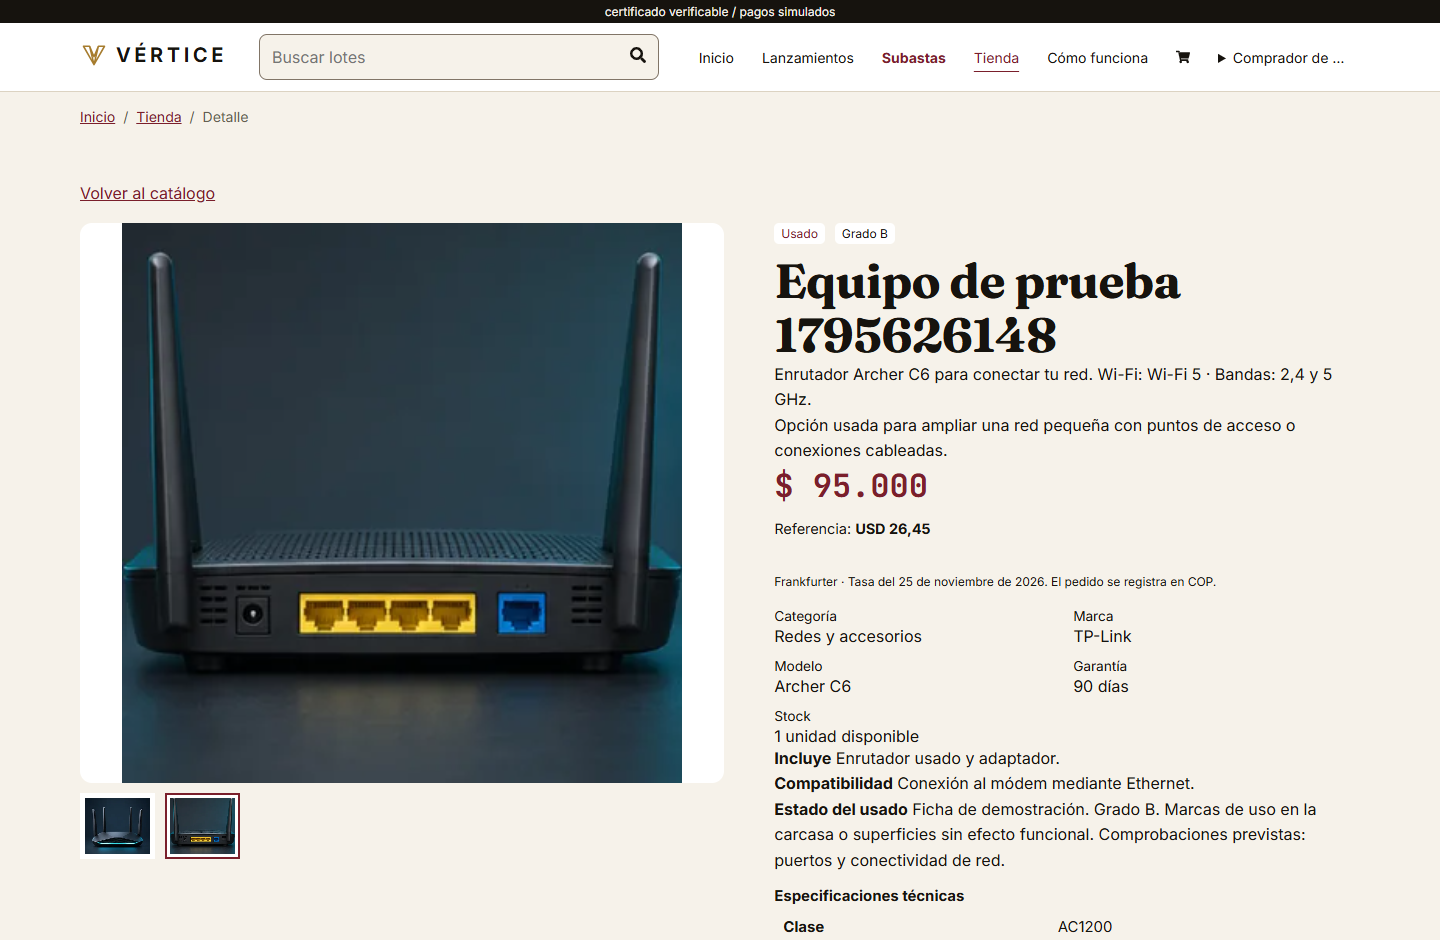 certificado verificable / pagos simulados
VÉRTICE
Buscar lotes
Inicio
Lanzamientos
Subastas
Tienda
Cómo funciona
Comprador de ...
Inicio / Tienda / Detalle
Volver al catálogo
Usado
Grado B
Equipo de prueba
1795626148
Enrutador Archer C6 para conectar tu red. Wi-Fi: Wi-Fi 5 · Bandas: 2,4 y 5
GHz.
Opción usada para ampliar una red pequeña con puntos de acceso o
conexiones cableadas.
$ 95.000
Referencia: USD 26,45
Frankfurter · Tasa del 25 de noviembre de 2026. El pedido se registra en COP.
Categoría
Redes y accesorios
Marca
TP-Link
Modelo
Archer C6
Garantía
90 días
Stock
1 unidad disponible
Incluye Enrutador usado y adaptador.
Compatibilidad Conexión al módem mediante Ethernet.
Estado del usado Ficha de demostración. Grado B. Marcas de uso en la
carcasa o superficies sin efecto funcional. Comprobaciones previstas:
puertos y conectividad de red.
Especificaciones técnicas
Clase AC1200